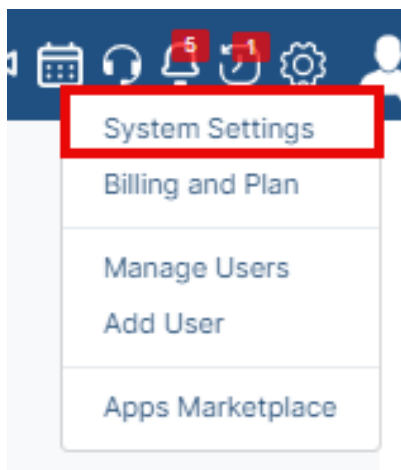 5
1
System Settings
Billing and Plan
Manage Users
Add User
Apps Marketplace